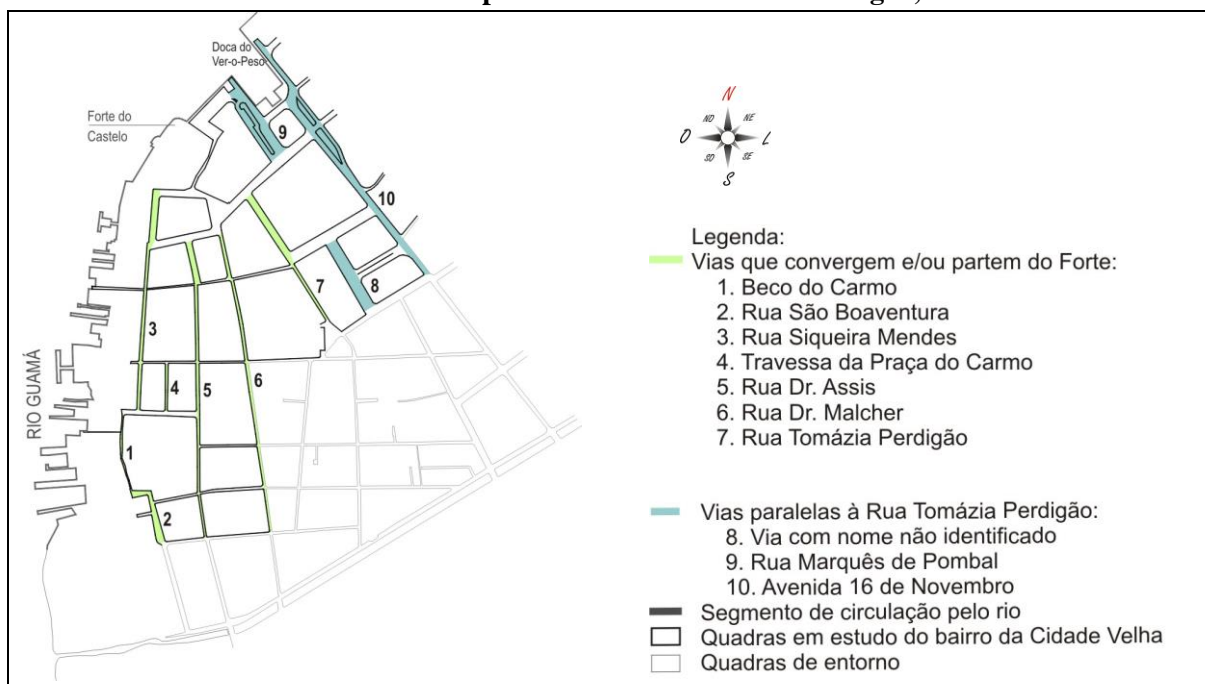 Doca do
Ver-o-Peso
Forte do
Castelo
9
10
7
8
3
4
5
6
1
2
RIO GUAMÁ
N
NO NE
O L
SO SE
S
Legenda:
Vias que convergem e/ou partem do Forte:
1. Beco do Carmo
2. Rua São Boaventura
3. Rua Siqueira Mendes
4. Travessa da Praça do Carmo
5. Rua Dr. Assis
6. Rua Dr. Malcher
7. Rua Tomázia Perdigão
Vias paralelas à Rua Tomázia Perdigão:
8. Via com nome não identificado
9. Rua Marquês de Pombal
10. Avenida 16 de Novembro
Segmento de circulação pelo rio
Quadras em estudo do bairro da Cidade Velha
Quadras de entorno